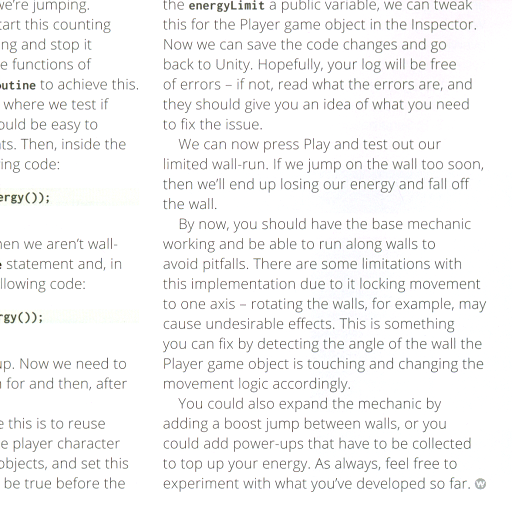 we're jumping.
start this counting
ng and stop it
e functions of
outine to achieve this.
where we test if
ould be easy to
ts. Then, inside the
ing code:
ergy());
hen we aren't wall-
e statement and, in
llowing code:
rgy());
up. Now we need to
n for and then, after
e this is to reuse
e player character
objects, and set this
be true before the
the energyLimit a public variable, we can tweak
this for the Player game object in the Inspector.
Now we can save the code changes and go
back to Unity. Hopefully, your log will be free
of errors – if not, read what the errors are, and
they should give you an idea of what you need
to fix the issue.
We can now press Play and test out our
limited wall-run. If we jump on the wall too soon,
then we'll end up losing our energy and fall off
the wall.
By now, you should have the base mechanic
working and be able to run along walls to
avoid pitfalls. There are some limitations with
this implementation due to it locking movement
to one axis – rotating the walls, for example, may
cause undesirable effects. This is something
you can fix by detecting the angle of the wall the
Player game object is touching and changing the
movement logic accordingly.
You could also expand the mechanic by
adding a boost jump between walls, or you
could add power-ups that have to be collected
to top up your energy. As always, feel free to
experiment with what you've developed so far.